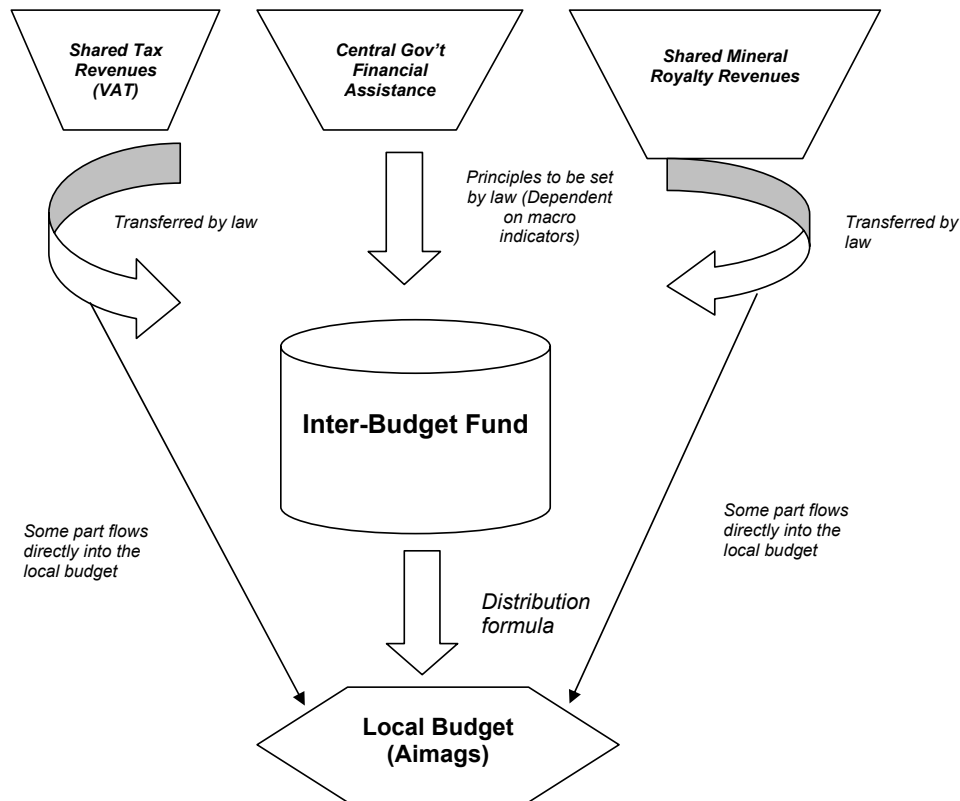 Shared Tax
Revenues
(VAT)
Central Gov’t
Financial
Assistance
Shared Mineral
Royalty Revenues
Transferred by law
Principles to be set
by law (Dependent
on macro
indicators)
Transferred by
law
Inter-Budget Fund
Some part flows
directly into the
local budget
Some part flows
directly into the
local budget
Distribution
formula
Local Budget
(Aimags)